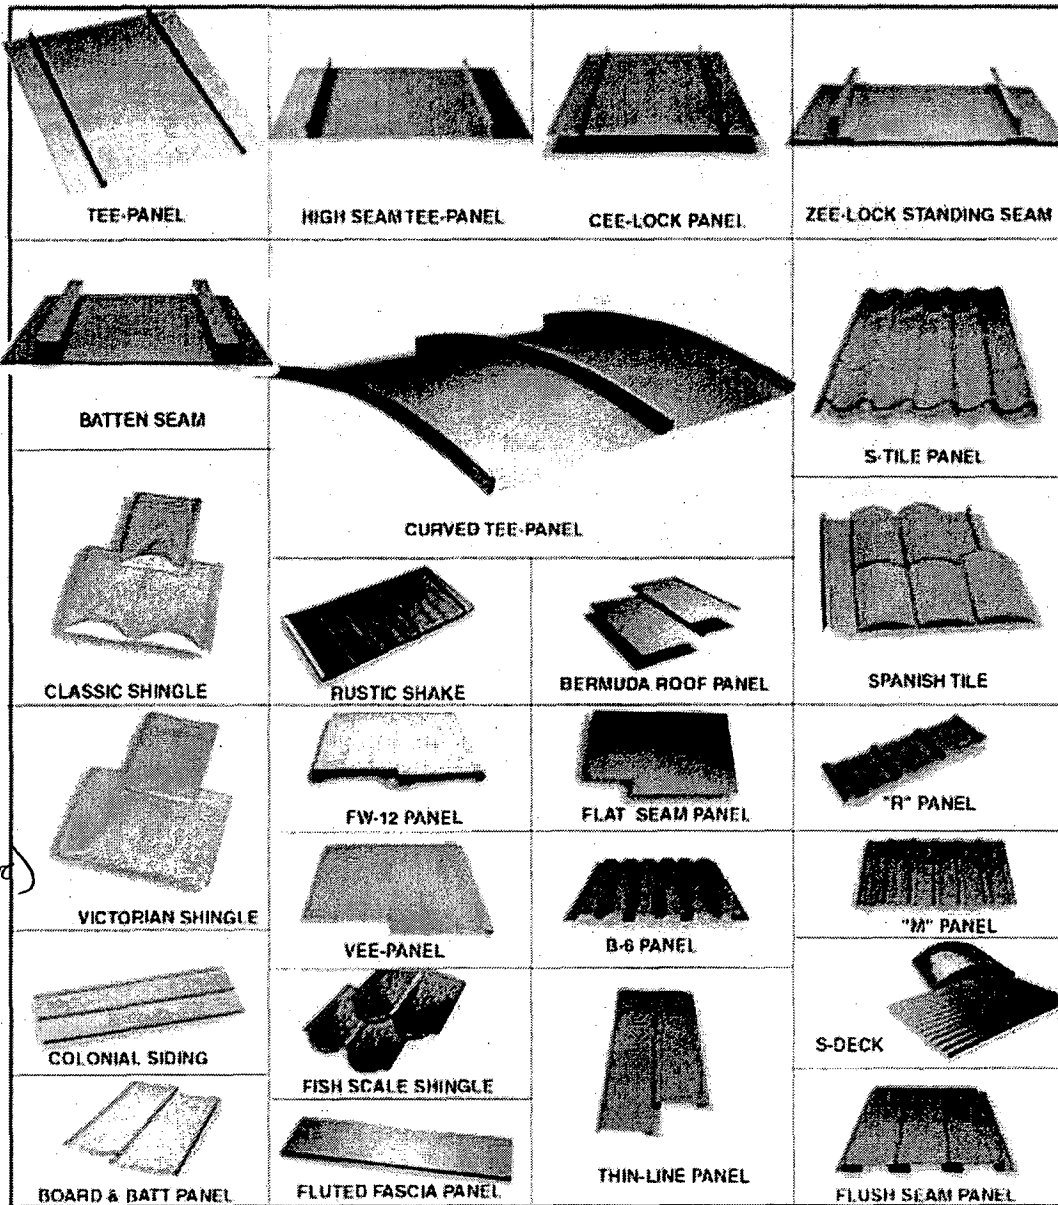 TEE-PANEL
HIGH SEAM TEE-PANEL
CEE-LOCK PANEL
ZEE-LOCK STANDING SEAM
BATTEN SEAM
CURVED TEE-PANEL
S-TILE PANEL
CLASSIC SHINGLE
RUSTIC SHAKE
BERMUDA ROOF PANEL
SPANISH TILE
VICTORIAN SHINGLE
FW-12 PANEL
FLAT SEAM PANEL
"R" PANEL
VEE-PANEL
B-6 PANEL
"M" PANEL
COLONIAL SIDING
FISH SCALE SHINGLE
THIN-LINE PANEL
S-DECK
BOARD & BATT PANEL
FLUTED FASCIA PANEL
FLUSH SEAM PANEL